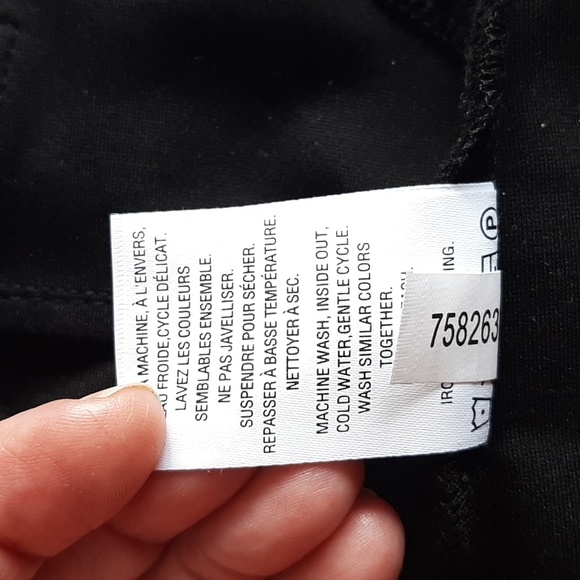 MACHINE, À L'ENVERS,
FROIDE,CYCLE DÉLICAT.
LAVEZ LES COULEURS
SEMBLABLES ENSEMBLE.
NE PAS JAVELLISER.
SUSPENDRE POUR SÉCHER.
REPASSER À BASSE TEMPÉRATURE.
NETTOYER À SEC.
MACHINE WASH, INSIDE OUT,
COLD WATER,GENTLE CYCLE.
WASH SIMILAR COLORS
TOGETHER.
758263
P